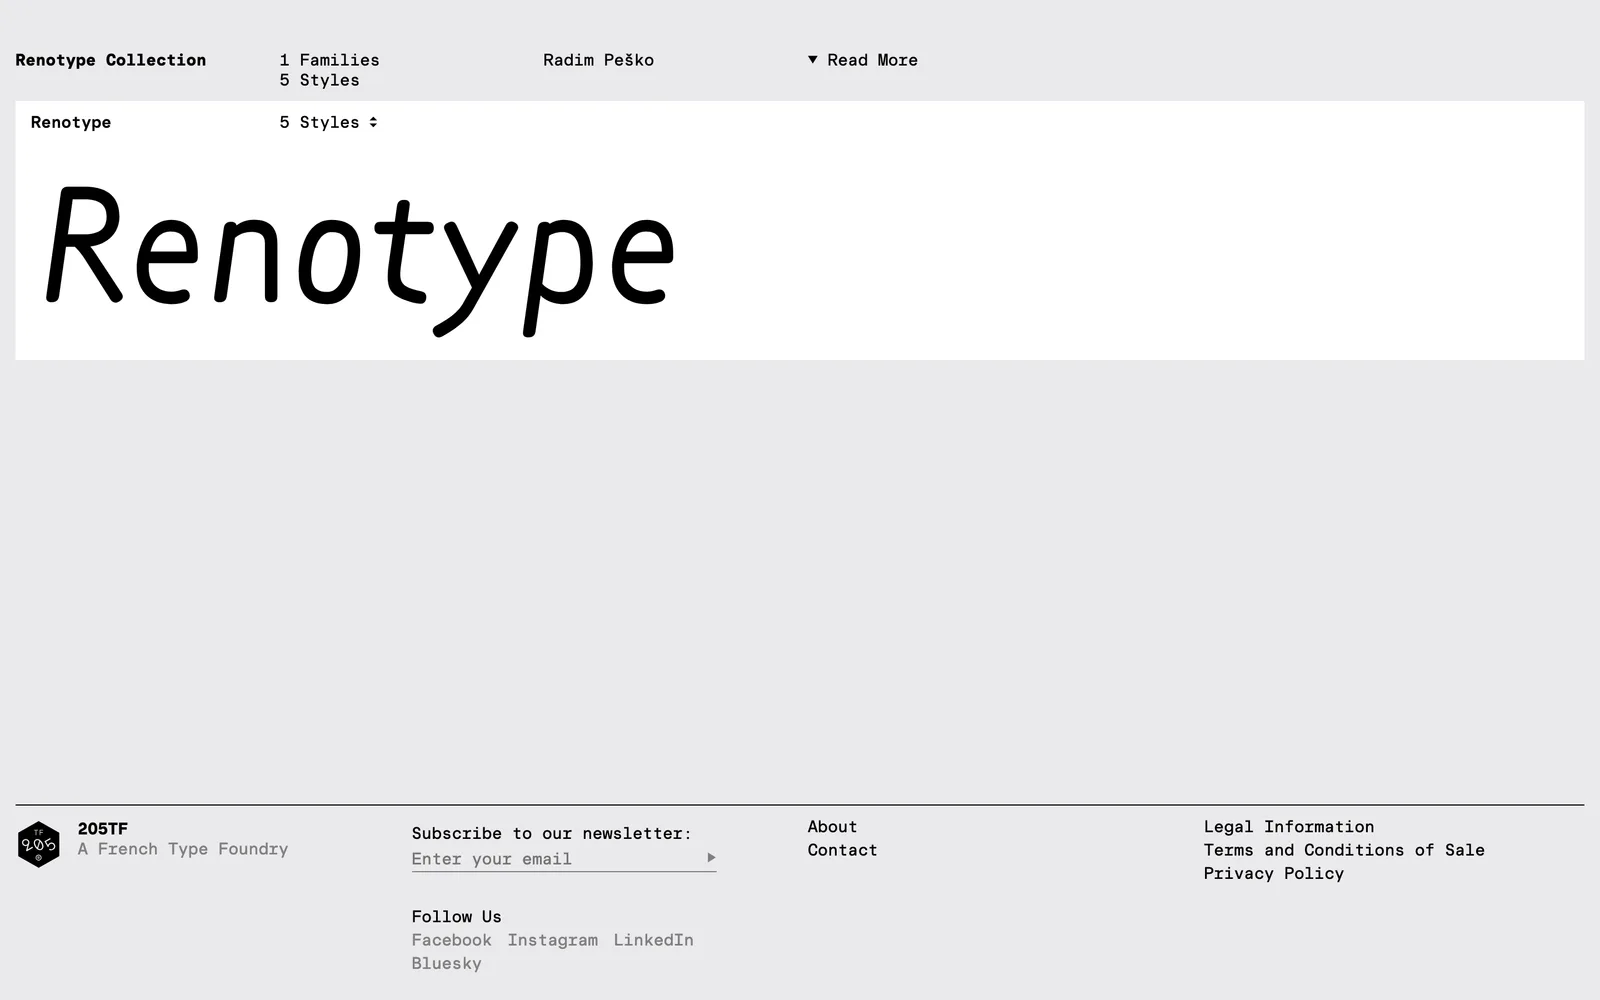 Renotype Collection
1 Families
5 Styles
Radim Peško
▼ Read More
Renotype
5 Styles
Renotype
TF
205
205TF
A French Type Foundry
Subscribe to our newsletter:
Enter your email
Follow Us
Facebook Instagram LinkedIn
Bluesky
About
Contact
Legal Information
Terms and Conditions of Sale
Privacy Policy